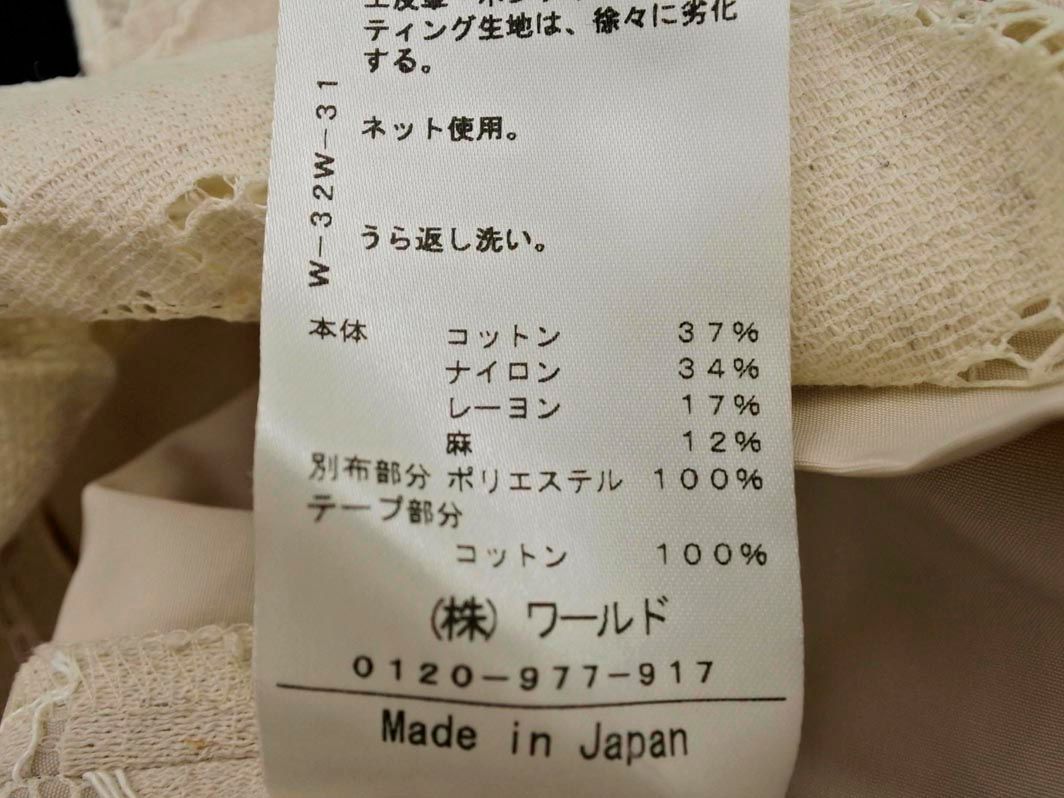 ティング生地は、徐々に劣化
する。
ネット使用。
うら返し洗い。
W-32W-31
本体 コットン 37%
ナイロン 34%
レーヨン 17%
麻 12%
別布部分 ポリエステル 100%
テープ部分
コットン 100%
(株)ワールド
0120-977-917
Made in Japan